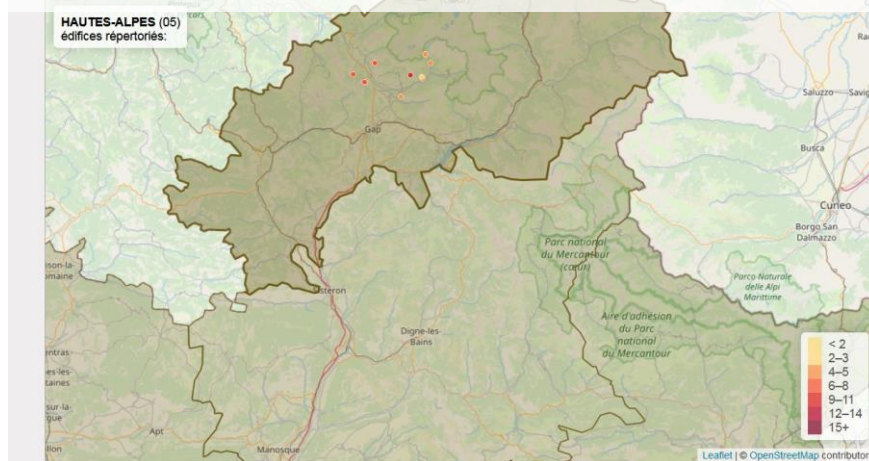 HAUTES-ALPES (05)
édifices répertoriés:
Saluzzo
Busca
Gap
Cuneo
Borgo San
Dalmazzo
Parc national
du Mercantour
(cœur)
Parco Naturale
delle Alpi
Marittime
Aire d'adhésion
du Parc
national
du Mercantour
Digne-les-
Bains
Apt
Manosque
< 2
2–3
4–5
6–8
9–11
12–14
15+
Leaflet | © OpenStreetMap contributor